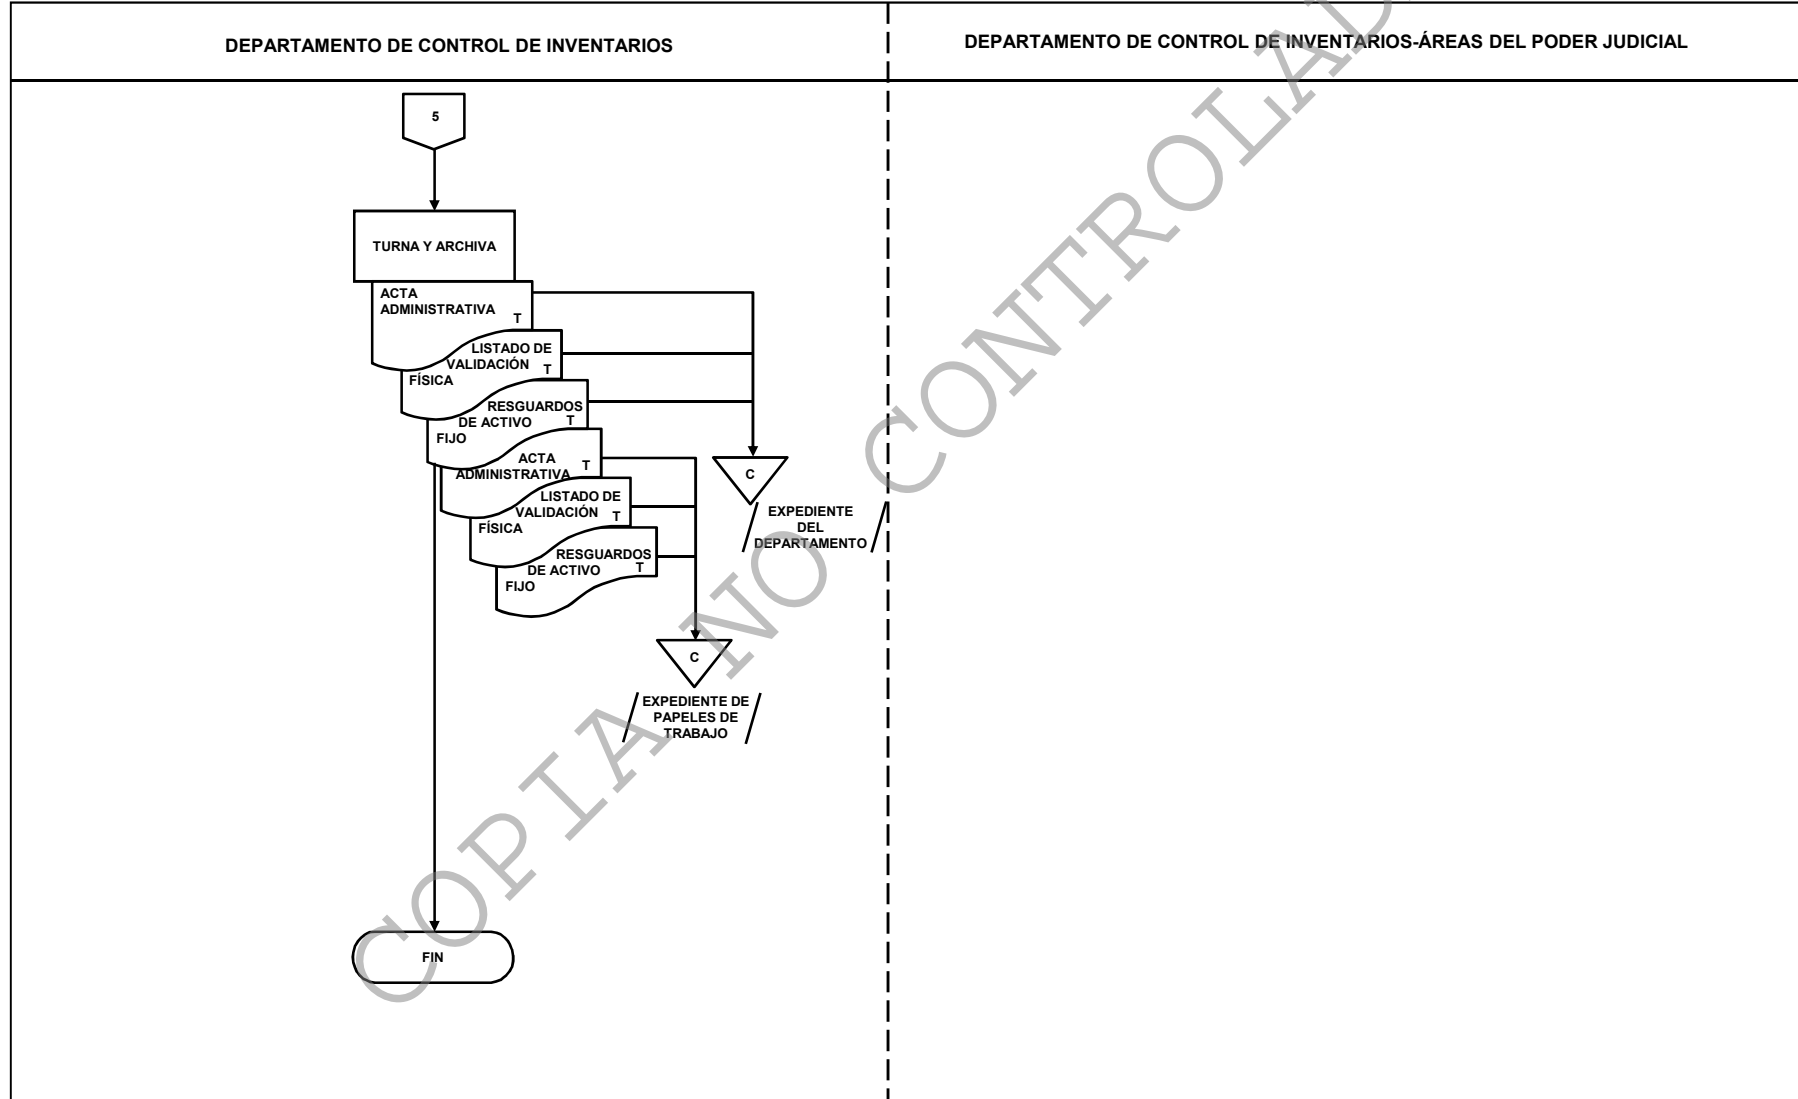 DEPARTAMENTO DE CONTROL DE INVENTARIOS
DEPARTAMENTO DE CONTROL DE INVENTARIOS-ÁREAS DEL PODER JUDICIAL
5
TURNA Y ARCHIVA
ACTA
ADMINISTRATIVA
T
LISTADO DE
VALIDACIÓN
T
FÍSICA
RESGUARDOS
DE ACTIVO
T
FIJO
ACTA
T
ADMINISTRATIVA
LISTADO DE
VALIDACIÓN
T
FÍSICA
RESGUARDOS
DE ACTIVO
T
FIJO
C
EXPEDIENTE
DEL
DEPARTAMENTO
C
EXPEDIENTE DE
PAPELES DE
TRABAJO
FIN
COPIA NO CONTROLAD